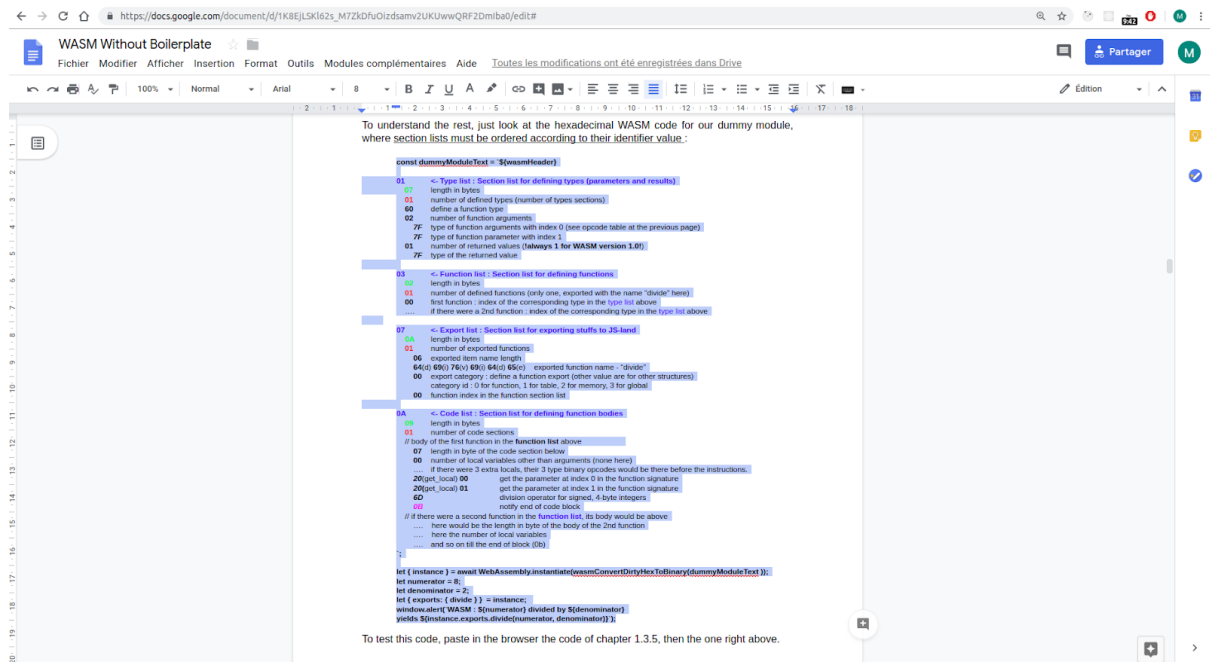 https://docs.google.com/document/d/1K8EjLSKl62s_M7ZkDfuOizdsamv2UKUwwQRF2DmIba0/edit#
9:42
WASM Without Boilerplate
Fichier Modifier Afficher Insertion Format Outils Modules complémentaires Aide Toutes les modifications ont été enregistrées dans Drive
Partager
M
100% Normal Arial 8 B I U A Édition
To understand the rest, just look at the hexadecimal WASM code for our dummy module,
where section lists must be ordered according to their identifier value :
const dummyModuleText = `${wasmHeader}
01 <- Type list : Section list for defining types (parameters and results)
07 length in bytes
01 number of defined types (number of types sections)
60 define a function type
02 number of function arguments
7F type of function arguments with index 0 (see opcode table at the previous page)
7F type of function parameter with index 1
01 number of returned values (!always 1 for WASM version 1.0!)
7F type of the returned value
03 <- Function list : Section list for defining functions
02 length in bytes
01 number of defined functions (only one, exported with the name "divide" here)
00 first function : index of the corresponding type in the type list above
.... if there were a 2nd function : index of the corresponding type in the type list above
07 <- Export list : Section list for exporting stuffs to JS-land
0A length in bytes
01 number of exported functions
06 exported item name length
64(d) 69(i) 76(v) 69(i) 64(d) 65(e) exported function name - "divide"
00 export category : define a function export (other value are for other structures)
category id : 0 for function, 1 for table, 2 for memory, 3 for global
00 function index in the function section list
0A <- Code list : Section list for defining function bodies
09 length in bytes
01 number of code sections
// body of the first function in the function list above
07 length in byte of the code section below
00 number of local variables other than arguments (none here)
.... if there were 3 extra locals, their 3 type binary opcodes would be there before the instructions.
20(get_local) 00 get the parameter at index 0 in the function signature
20(get_local) 01 get the parameter at index 1 in the function signature
6D division operator for signed, 4-byte integers
0B notify end of code block
// if there were a second function in the function list, its body would be above
.... here would be the length in byte of the body of the 2nd function
.... here the number of local variables
.... and so on till the end of block (0b)
`;
let { instance } = await WebAssembly.instantiate(wasmConvertDirtyHexToBinary(dummyModuleText ));
let numerator = 8;
let denominator = 2;
let { exports: { divide } } = instance;
window.alert(`WASM : ${numerator} divided by ${denominator}
yields ${instance.exports.divide(numerator, denominator)}`);
To test this code, paste in the browser the code of chapter 1.3.5, then the one right above.